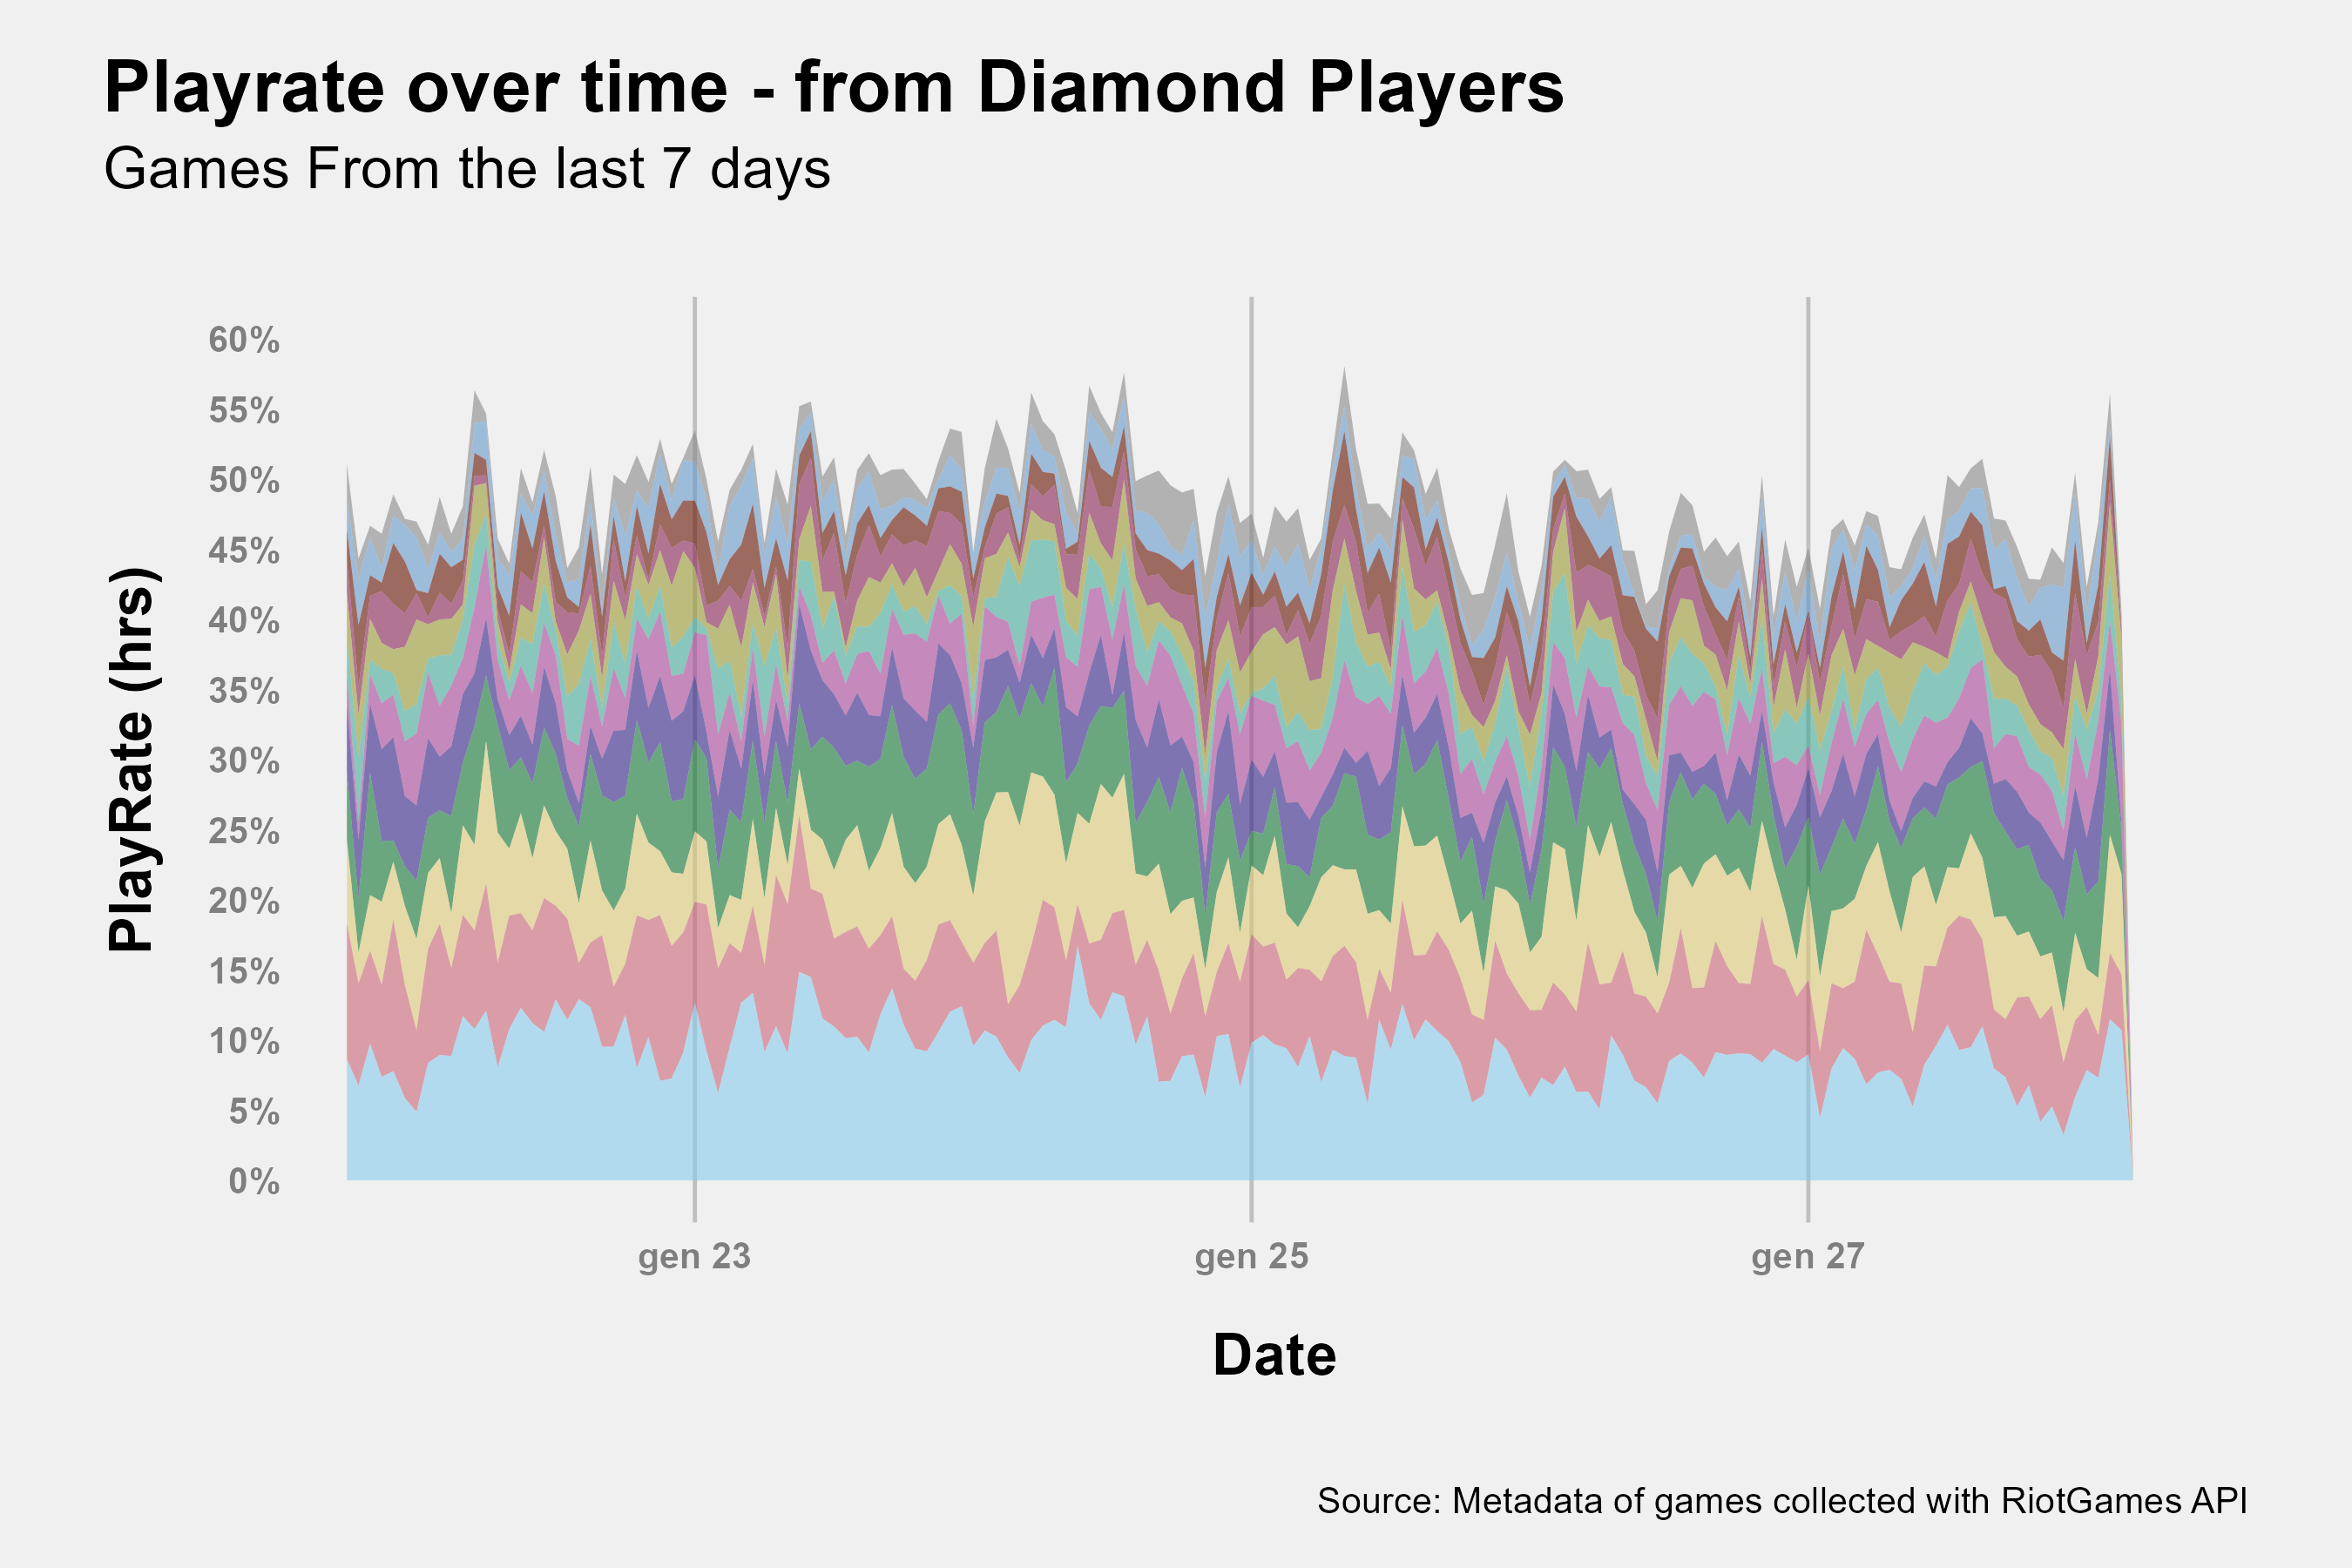 Playrate over time - from Diamond Players
Games From the last 7 days
PlayRate (hrs)
60%
55%
50%
45%
40%
35%
30%
25%
20%
15%
10%
5%
0%
gen 23
gen 25
gen 27
Date
Source: Metadata of games collected with RiotGames API